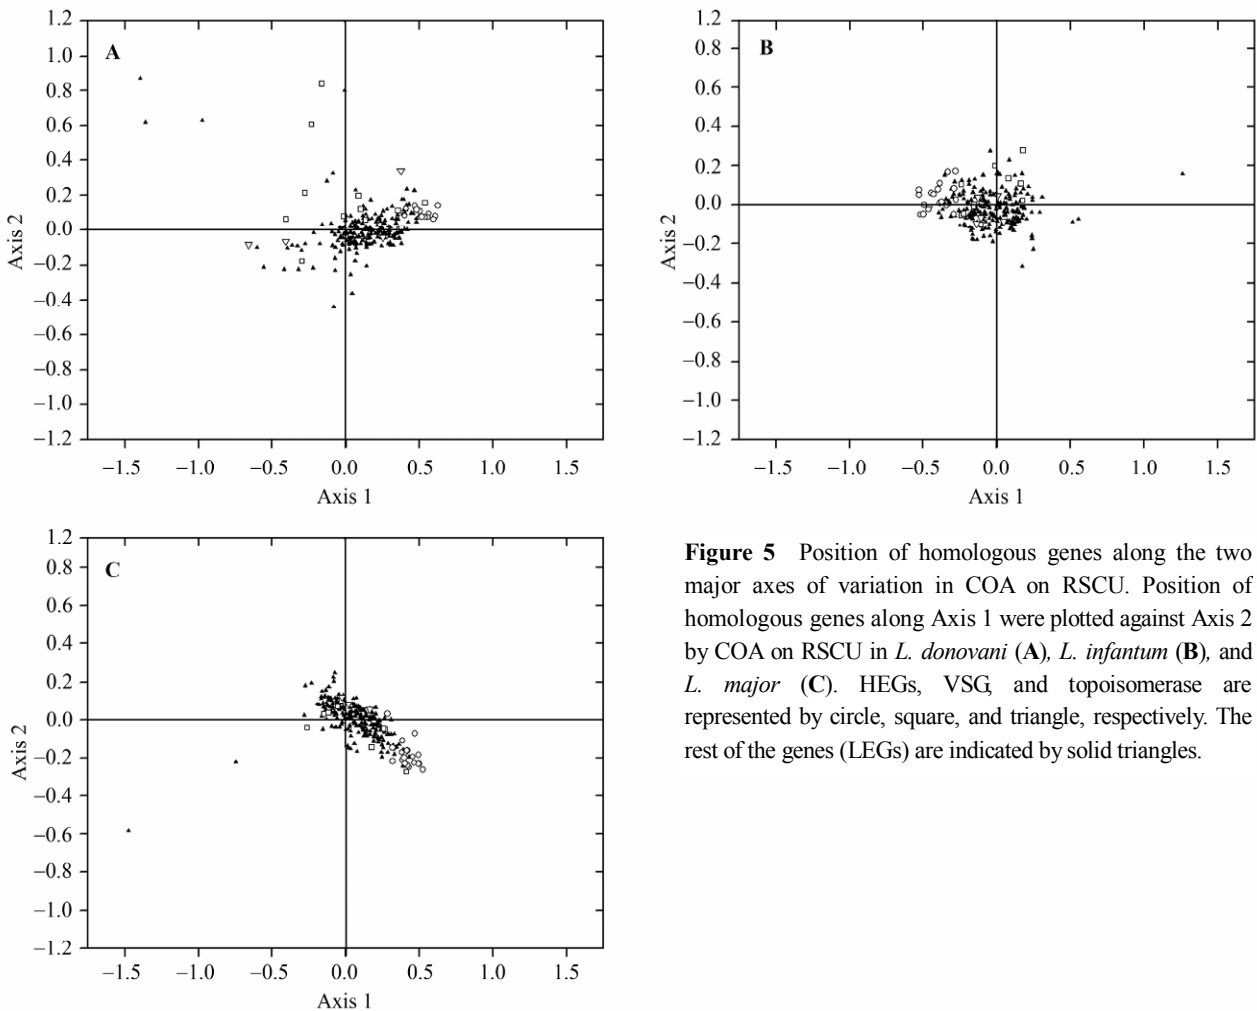 A
1.2
1.0
0.8
0.6
0.4
0.2
0.0
−0.2
−0.4
−0.6
−0.8
−1.0
−1.2
Axis 2
−1.5 −1.0 −0.5 0.0 0.5 1.0 1.5
Axis 1
B
1.2
0.8
0.6
0.4
0.2
0.0
−0.2
−0.4
−0.6
−0.8
−1.0
−1.2
Axis 2
−1.5 −1.0 −0.5 0.0 0.5 1.0 1.5
Axis 1
C
1.2
0.8
0.6
0.4
0.2
0.0
−0.2
−0.4
−0.6
−0.8
−1.0
−1.2
Axis 2
−1.5 −1.0 −0.5 0.0 0.5 1.0 1.5
Axis 1
Figure 5 Position of homologous genes along the two
major axes of variation in COA on RSCU. Position of
homologous genes along Axis 1 were plotted against Axis 2
by COA on RSCU in L. donovani (A), L. infantum (B), and
L. major (C). HEGs, VSG, and topoisomerase are
represented by circle, square, and triangle, respectively. The
rest of the genes (LEGs) are indicated by solid triangles.